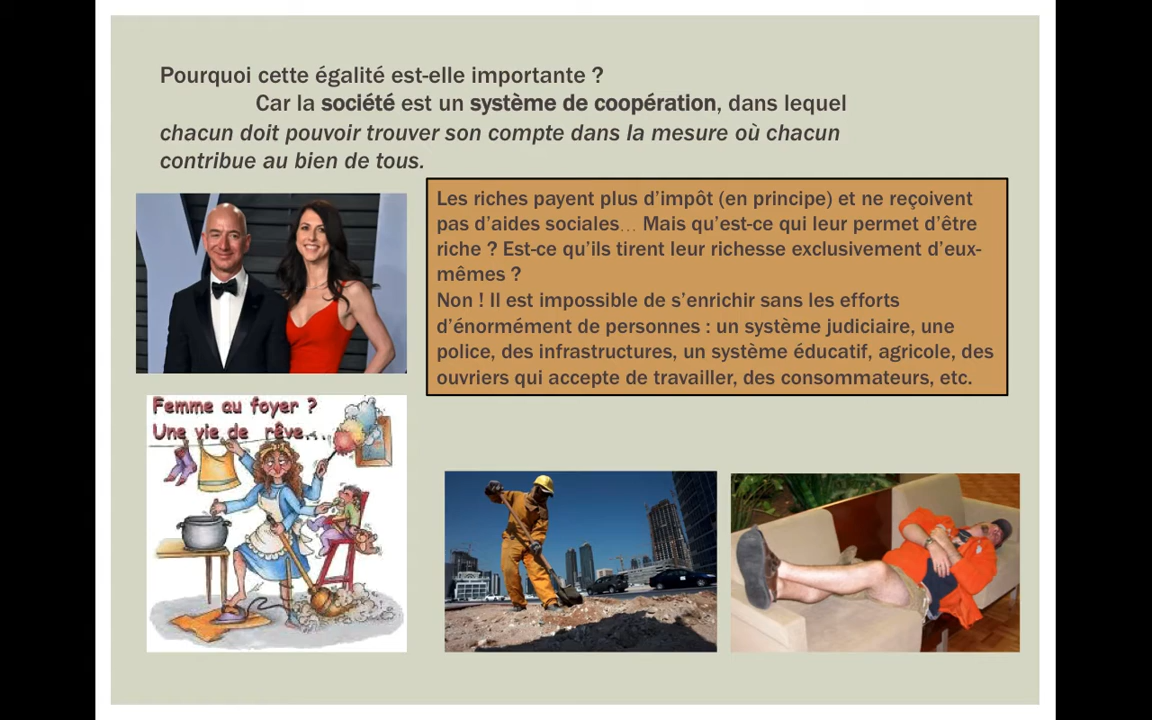 Pourquoi cette égalité est-elle importante ?
Car la société est un système de coopération, dans lequel
chacun doit pouvoir trouver son compte dans la mesure où chacun
contribue au bien de tous.
Les riches payent plus d’impôt (en principe) et ne reçoivent
pas d’aides sociales… Mais qu’est-ce qui leur permet d’être
riche ? Est-ce qu’ils tirent leur richesse exclusivement d’eux-
mêmes ?
Non ! Il est impossible de s’enrichir sans les efforts
d’énormément de personnes : un système judiciaire, une
police, des infrastructures, un système éducatif, agricole, des
ouvriers qui accepte de travailler, des consommateurs, etc.
Femme au foyer ?
Une vie de rêve...